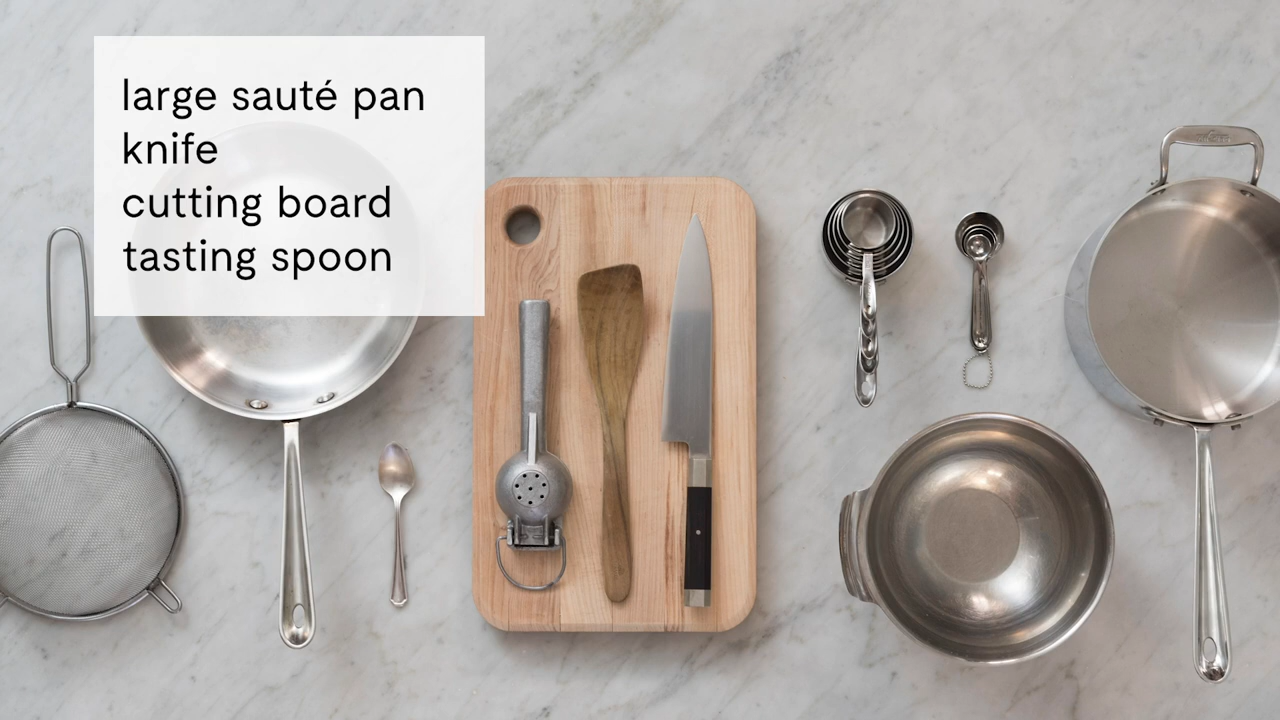 large sauté pan
knife
cutting board
tasting spoon